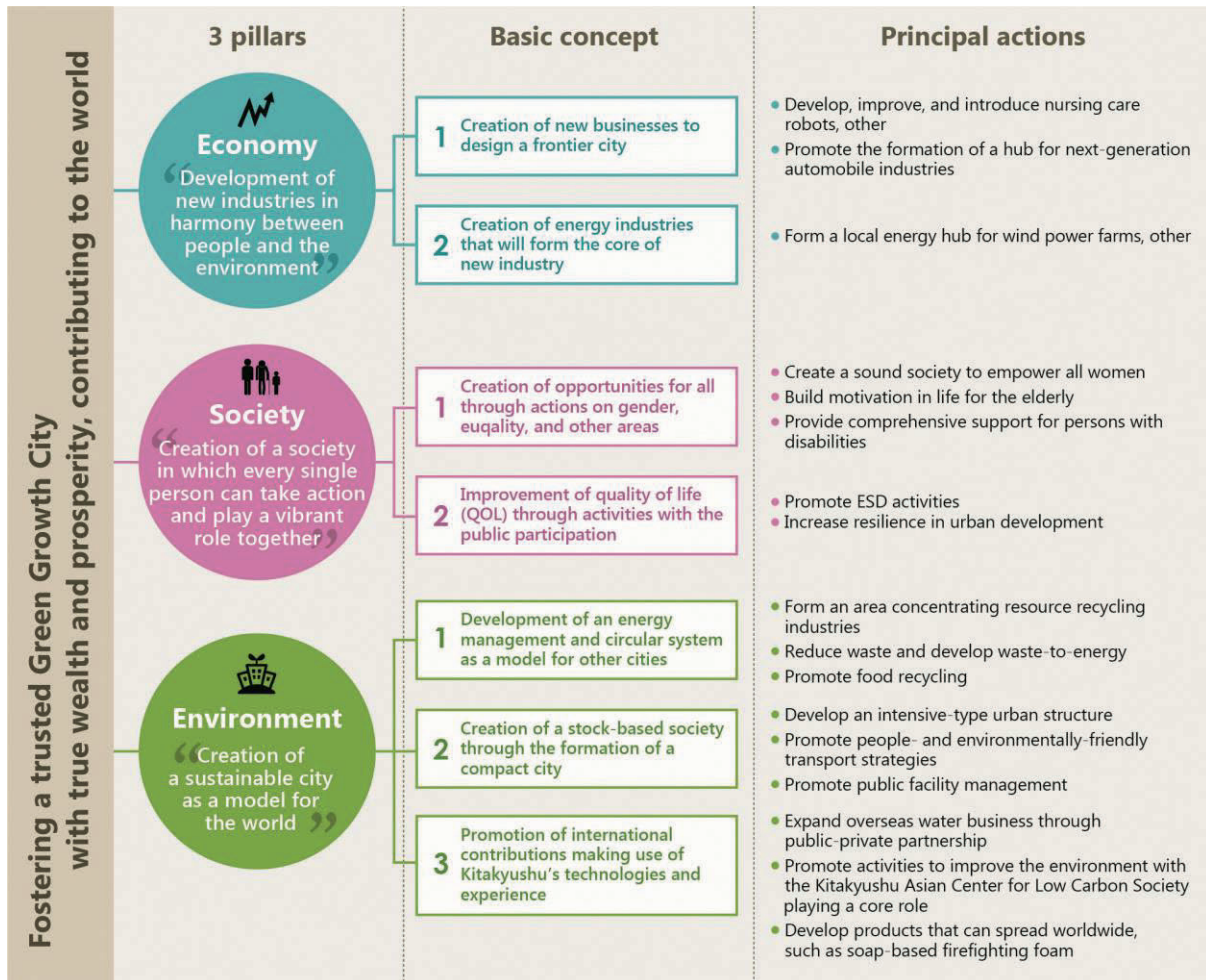 Fostering a trusted Green Growth City
with true wealth and prosperity, contributing to the world
3 pillars
Basic concept
Principal actions
Economy
“Development of
new industries in
harmony between
people and the
environment”
1 Creation of new businesses to
design a frontier city
2 Creation of energy industries
that will form the core of
new industry
• Develop, improve, and introduce nursing care
robots, other
• Promote the formation of a hub for next-generation
automobile industries
• Form a local energy hub for wind power farms, other
Society
“Creation of a society
in which every single
person can take action
and play a vibrant
role together”
1 Creation of opportunities for all
through actions on gender,
euqality, and other areas
2 Improvement of quality of life
(QOL) through activities with the
public participation
• Create a sound society to empower all women
• Build motivation in life for the elderly
• Provide comprehensive support for persons with
disabilities
• Promote ESD activities
• Increase resilience in urban development
Environment
“Creation of
a sustainable city
as a model for
the world”
1 Development of an energy
management and circular system
as a model for other cities
2 Creation of a stock-based society
through the formation of a
compact city
3 Promotion of international
contributions making use of
Kitakyushu’s technologies and
experience
• Form an area concentrating resource recycling
industries
• Reduce waste and develop waste-to-energy
• Promote food recycling
• Develop an intensive-type urban structure
• Promote people- and environmentally-friendly
transport strategies
• Promote public facility management
• Expand overseas water business through
public-private partnership
• Promote activities to improve the environment with
the Kitakyushu Asian Center for Low Carbon Society
playing a core role
• Develop products that can spread worldwide,
such as soap-based firefighting foam